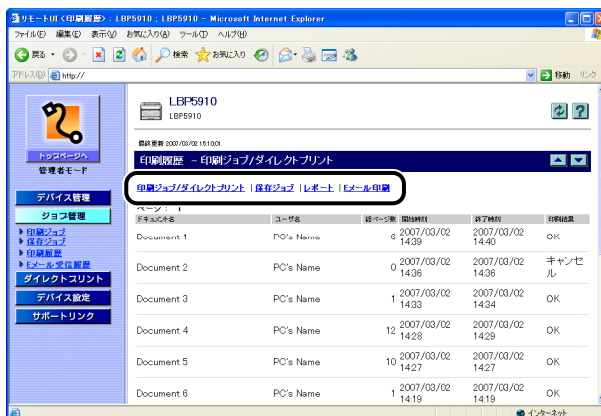 リモートUI <印刷履歴> : LBP5910 ; LBP5910 - Microsoft Internet Explorer
ファイル(F) 編集(E) 表示(V) お気に入り(A) ツール(T) ヘルプ(H)
戻る 検索 お気に入り
アドレス(D) http:// 移動 リンク
LBP5910
LBP5910
最終更新 2007/03/02 15:10:01
トップページへ
管理者モード
印刷履歴 - 印刷ジョブ/ダイレクトプリント
印刷ジョブ/ダイレクトプリント | 保存ジョブ | レポート | Eメール印刷
デバイス管理
ジョブ管理
印刷ジョブ
保存ジョブ
印刷履歴
Eメール受信履歴
ダイレクトプリント
デバイス設定
サポートリンク
ページ : 1
ドキュメント名 ユーザ名 総ページ数 開始時刻 終了時刻 印刷結果
Document 1 PC's Name 6 2007/03/02 14:39 2007/03/02 14:40 OK
Document 2 PC's Name 0 2007/03/02 14:36 2007/03/02 14:36 キャンセル
Document 3 PC's Name 1 2007/03/02 14:33 2007/03/02 14:34 OK
Document 4 PC's Name 12 2007/03/02 14:28 2007/03/02 14:29 OK
Document 5 PC's Name 10 2007/03/02 14:27 2007/03/02 14:27 OK
Document 6 PC's Name 1 2007/03/02 14:19 2007/03/02 14:19 OK
インターネット